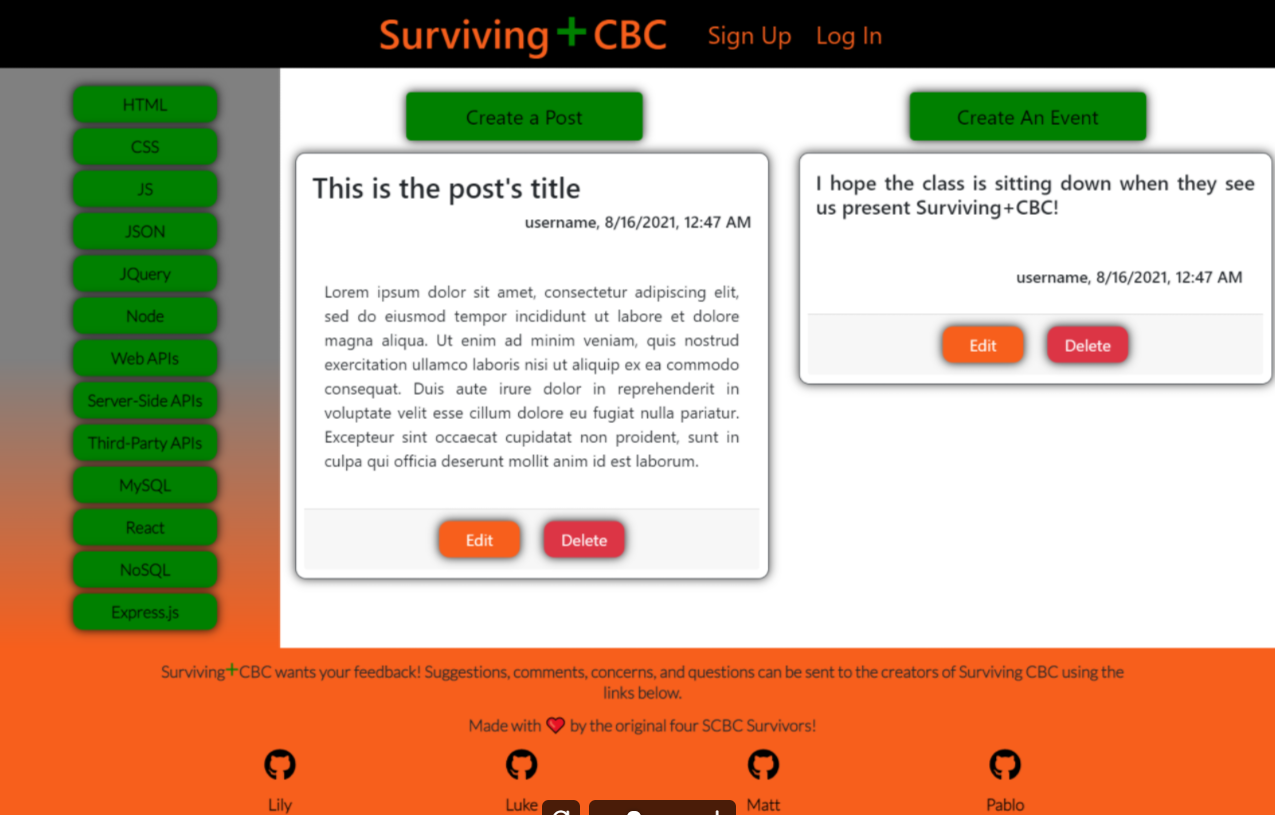 Surviving+CBC Sign Up Log In
HTML
CSS
JS
JSON
JQuery
Node
Web APIs
Server-Side APIs
Third-Party APIs
MySQL
React
NoSQL
Express.js
Create a Post
This is the post's title
username, 8/16/2021, 12:47 AM
Lorem ipsum dolor sit amet, consectetur adipiscing elit,
sed do eiusmod tempor incididunt ut labore et dolore
magna aliqua. Ut enim ad minim veniam, quis nostrud
exercitation ullamco laboris nisi ut aliquip ex ea commodo
consequat. Duis aute irure dolor in reprehenderit in
voluptate velit esse cillum dolore eu fugiat nulla pariatur.
Excepteur sint occaecat cupidatat non proident, sunt in
culpa qui officia deserunt mollit anim id est laborum.
Edit Delete
Create An Event
I hope the class is sitting down when they see
us present Surviving+CBC!
username, 8/16/2021, 12:47 AM
Edit Delete
Surviving+CBC wants your feedback! Suggestions, comments, concerns, and questions can be sent to the creators of Surviving CBC using the
links below.
Made with ❤ by the original four SCBC Survivors!
Lily Luke Matt Pablo